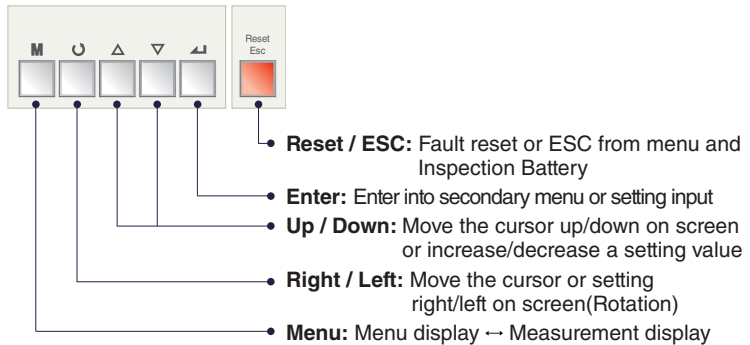 M
Reset
Esc
Reset / ESC: Fault reset or ESC from menu and
Inspection Battery
Enter: Enter into secondary menu or setting input
Up / Down: Move the cursor up/down on screen
or increase/decrease a setting value
Right / Left: Move the cursor or setting
right/left on screen(Rotation)
Menu: Menu display ↔ Measurement display